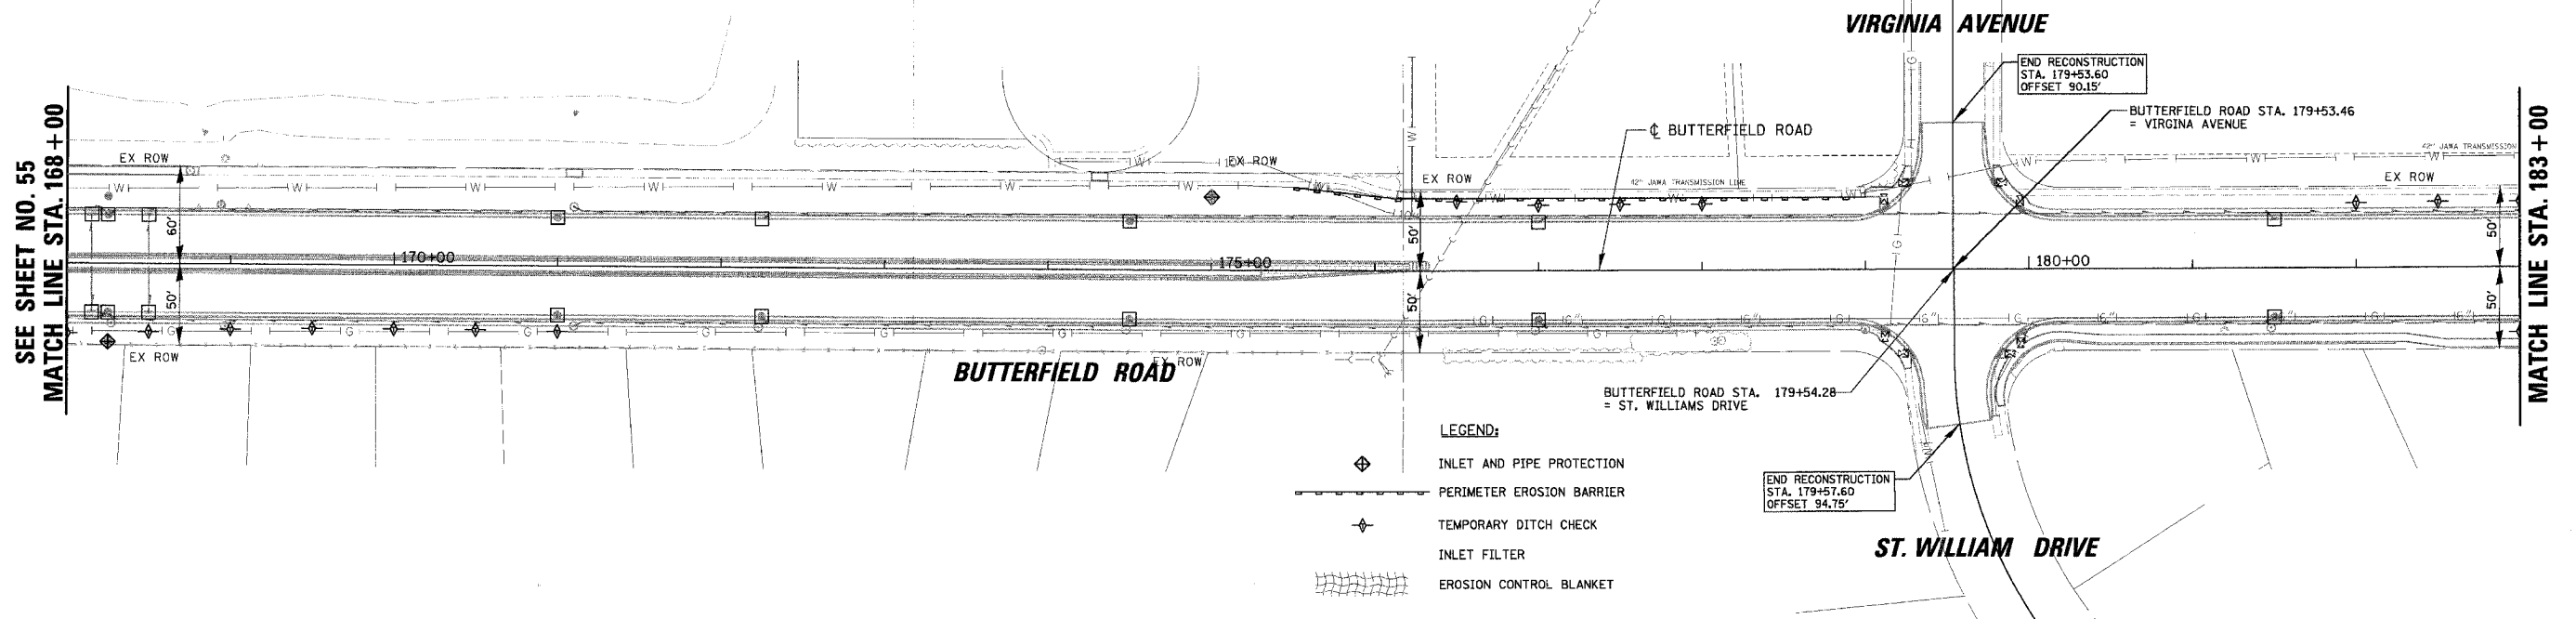 VIRGINIA AVENUE
END RECONSTRUCTION
STA. 179+53.60
OFFSET 90.15'
BUTTERFIELD ROAD STA. 179+53.46
= VIRGINA AVENUE
℄ BUTTERFIELD ROAD
SEE SHEET NO. 55
MATCH LINE STA. 168+00
MATCH LINE STA. 183+00
EX ROW
EX ROW
EX ROW
EX ROW
42" JAWA TRANSMISSION LINE
42" JAWA TRANSMISSION
W W W W W W W
60'
50'
50'
50'
50'
50'
170+00
175+00
180+00
G G G G G G G
EX ROW
EX ROW
BUTTERFIELD ROAD
BUTTERFIELD ROAD STA. 179+54.28
= ST. WILLIAMS DRIVE
LEGEND:
INLET AND PIPE PROTECTION
PERIMETER EROSION BARRIER
TEMPORARY DITCH CHECK
INLET FILTER
EROSION CONTROL BLANKET
END RECONSTRUCTION
STA. 179+57.60
OFFSET 94.75'
ST. WILLIAM DRIVE